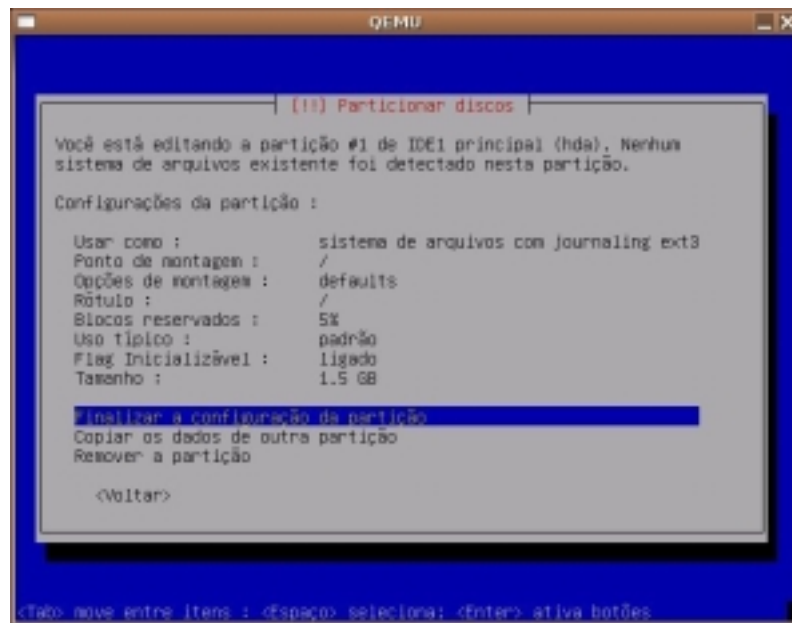 QEMU
[!!] Particionar discos
Você está editando a partição #1 de IDE1 principal (hda). Nenhum
sistema de arquivos existente foi detectado nesta partição.
Configurações da partição :
Usar como : sistema de arquivos com journaling ext3
Ponto de montagem : /
Opções de montagem : defaults
Rótulo : /
Blocos reservados : 5%
Uso típico : padrão
Flag Inicializável : ligado
Tamanho : 1.5 GB
Finalizar a configuração da partição
Copiar os dados de outra partição
Remover a partição
<Voltar>
<Tab> move entre itens : <Espaço> seleciona; <Enter> ativa botões